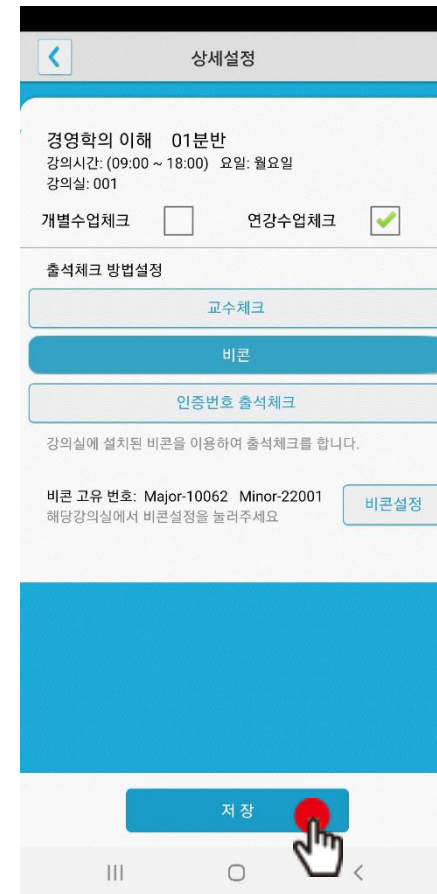 상세설정
경영학의 이해 01분반
강의시간: (09:00 ~ 18:00) 요일: 월요일
강의실: 001
개별수업체크 연강수업체크
출석체크 방법설정
교수체크
비콘
인증번호 출석체크
강의실에 설치된 비콘을 이용하여 출석체크를 합니다.
비콘 고유 번호: Major-10062 Minor-22001
해당강의실에서 비콘설정을 눌러주세요
비콘설정
저 장